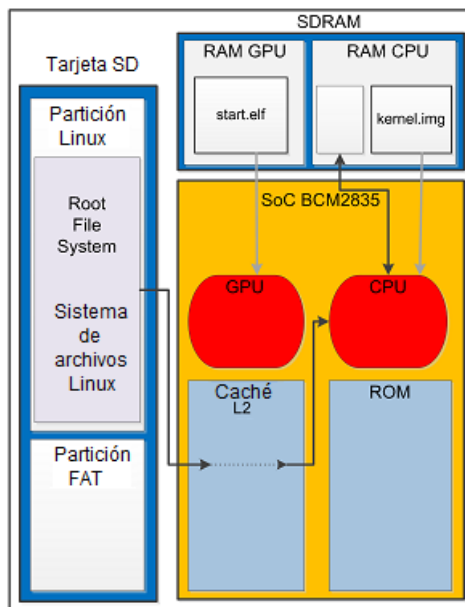 SDRAM
Tarjeta SD
RAM GPU
RAM CPU
start.elf
kernel.img
Partición
Linux
Root
File
System
Sistema
de
archivos
Linux
Partición
FAT
SoC BCM2835
GPU
CPU
Caché
L2
ROM